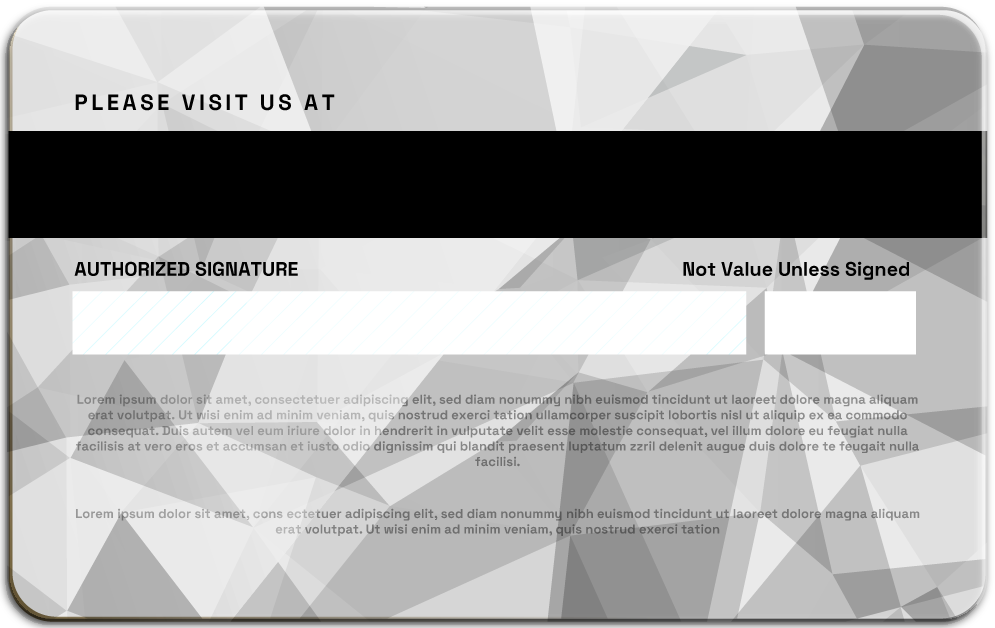 PLEASE VISIT US AT
AUTHORIZED SIGNATURE
Not Value Unless Signed
Lorem ipsum dolor sit amet, consectetuer adipiscing elit, sed diam nonummy nibh euismod tincidunt ut laoreet dolore magna aliquam
erat volutpat. Ut wisi enim ad minim veniam, quis nostrud exerci tation ullamcorper suscipit lobortis nisl ut aliquip ex ea commodo
consequat. Duis autem vel eum iriure dolor in hendrerit in vulputate velit esse molestie consequat, vel illum dolore eu feugiat nulla
facilisis at vero eros et accumsan et iusto odio dignissim qui blandit praesent luptatum zzril delenit augue duis dolore te feugait nulla
facilisi.
Lorem ipsum dolor sit amet, cons ectetuer adipiscing elit, sed diam nonummy nibh euismod tincidunt ut laoreet dolore magna aliquam
erat volutpat. Ut wisi enim ad minim veniam, quis nostrud exerci tation